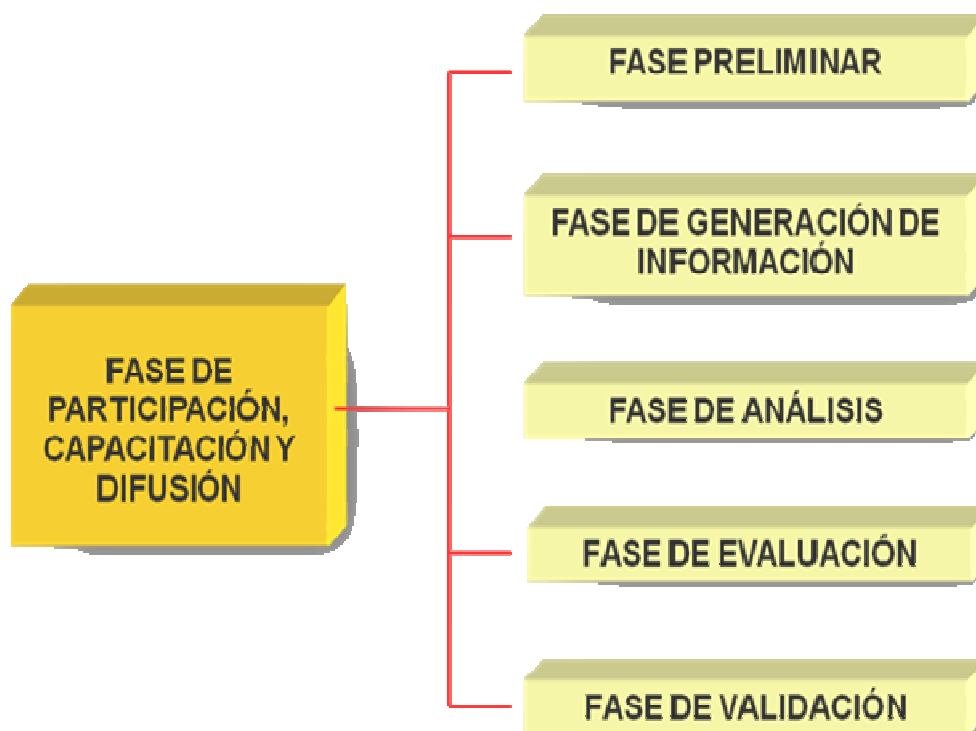 FASE PRELIMINAR
FASE DE GENERACIÓN DE
INFORMACIÓN
FASE DE
PARTICIPACIÓN,
CAPACITACIÓN Y
DIFUSIÓN
FASE DE ANÁLISIS
FASE DE EVALUACIÓN
FASE DE VALIDACIÓN